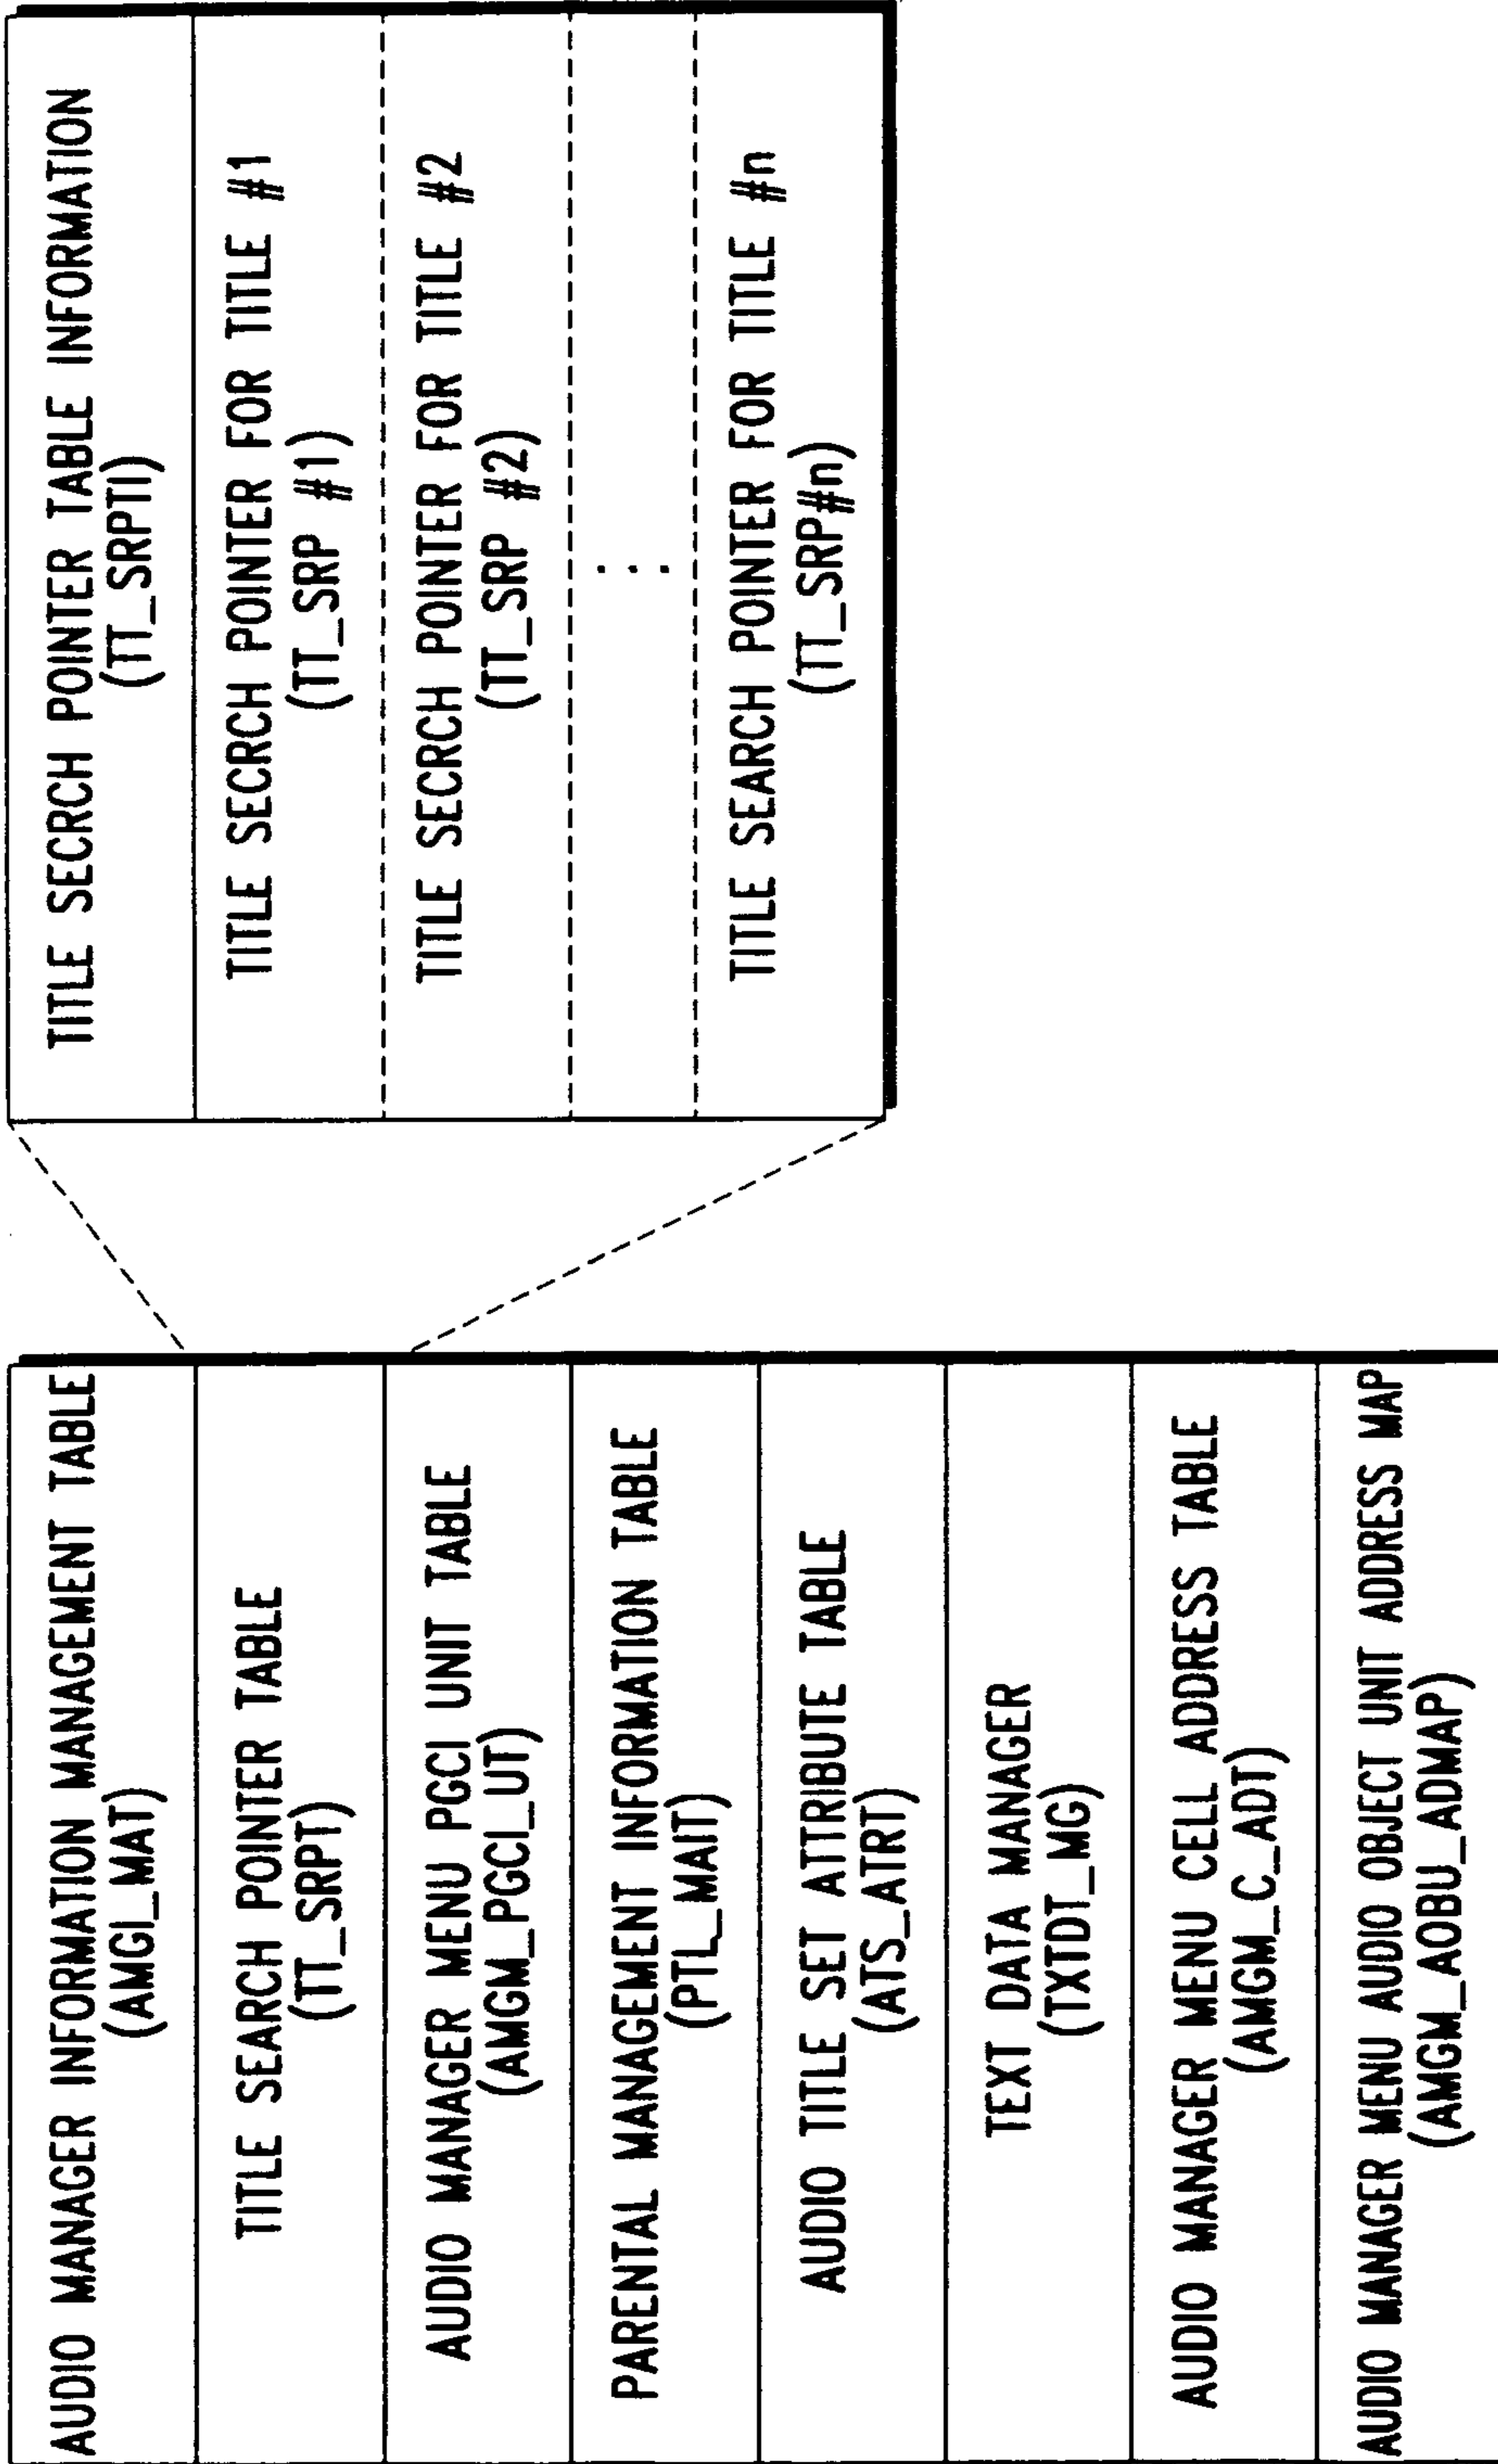 AUDIO MANAGER INFORMATION MANAGEMENT TABLE
(AMGI_MAT)
TITLE SEARCH POINTER TABLE
(TT_SRPT)
AUDIO MANAGER MENU PGCI UNIT TABLE
(AMGM_PGCI_UT)
PARENTAL MANAGEMENT INFORMATION TABLE
(PTL_MAIT)
AUDIO TITLE SET ATTRIBUTE TABLE
(ATS_ATRT)
TEXT DATA MANAGER
(TXTDT_MG)
AUDIO MANAGER MENU CELL ADDRESS TABLE
(AMGM_C_ADT)
AUDIO MANAGER MENU AUDIO OBJECT UNIT ADDRESS MAP
(AMGM_AOBU_ADMAP)
TITLE SECRCH POINTER TABLE INFORMATION
(TT_SRPTI)
TITLE SECRCH POINTER FOR TITLE #1
(TT_SRP #1)
TITLE SECRCH POINTER FOR TITLE #2
(TT_SRP #2)
...
TITLE SEARCH POINTER FOR TITLE #n
(TT_SRP#n)